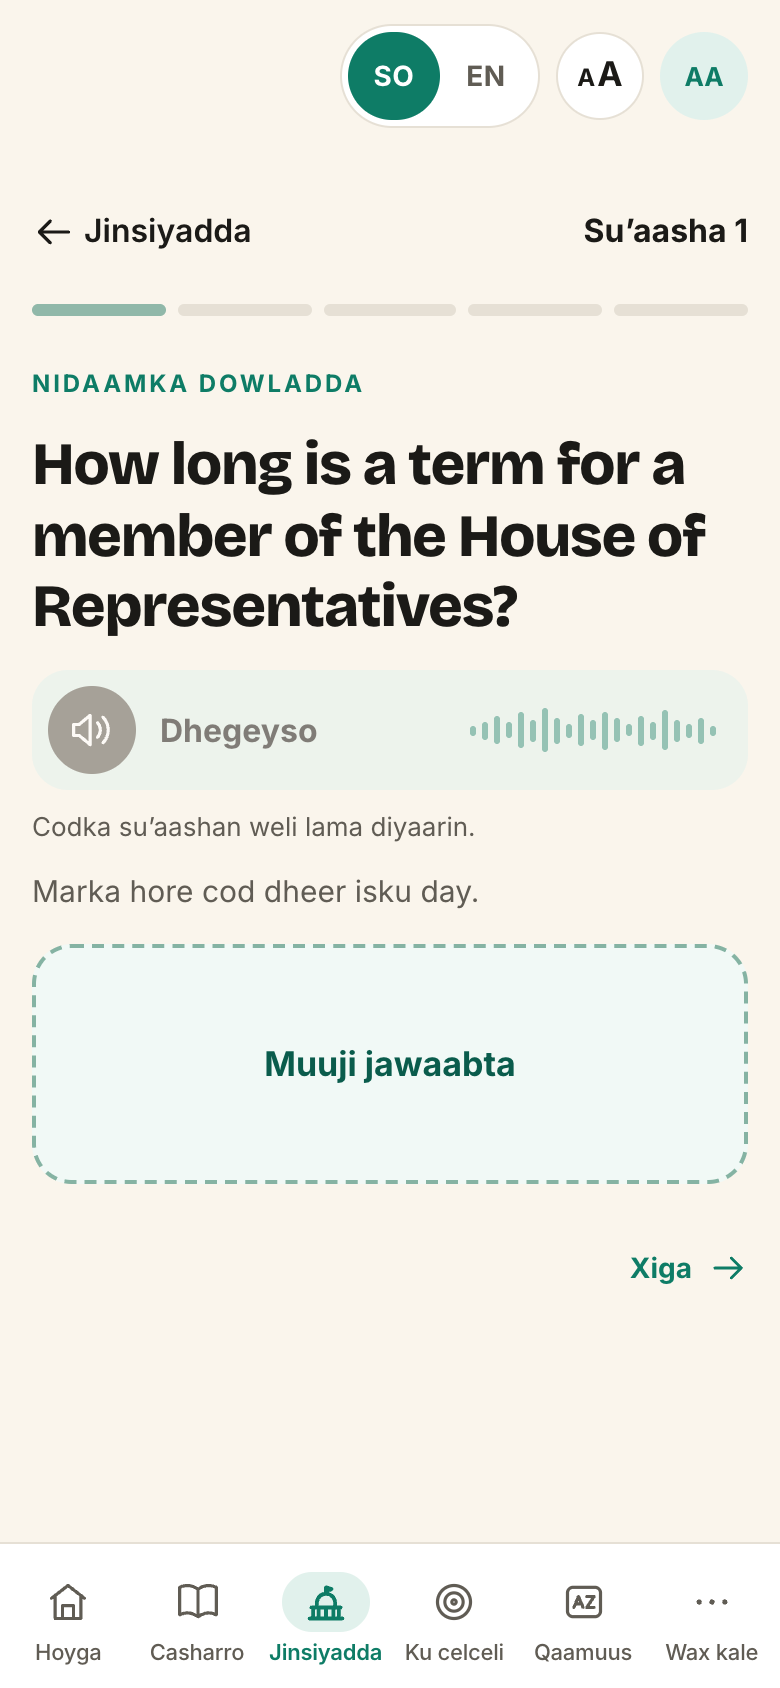 SO EN AA AA
Jinsiyadda Su’aasha 1
NIDAAMKA DOWLADDA
How long is a term for a
member of the House of
Representatives?
Dhegeyso
Codka su’aashan weli lama diyaarin.
Marka hore cod dheer isku day.
Muuji jawaabta
Xiga
AZ
Hoyga Casharro Jinsiyadda Ku celceli Qaamuus Wax kale